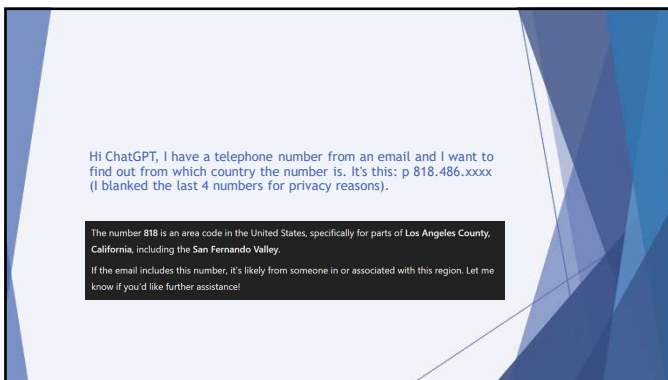 Hi ChatGPT, I have a telephone number from an email and I want to
find out from which country the number is. It's this: p 818.486.xxxx
(I blanked the last 4 numbers for privacy reasons).
The number 818 is an area code in the United States, specifically for parts of Los Angeles County,
California, including the San Fernando Valley.
If the email includes this number, it's likely from someone in or associated with this region. Let me
know if you'd like further assistance!